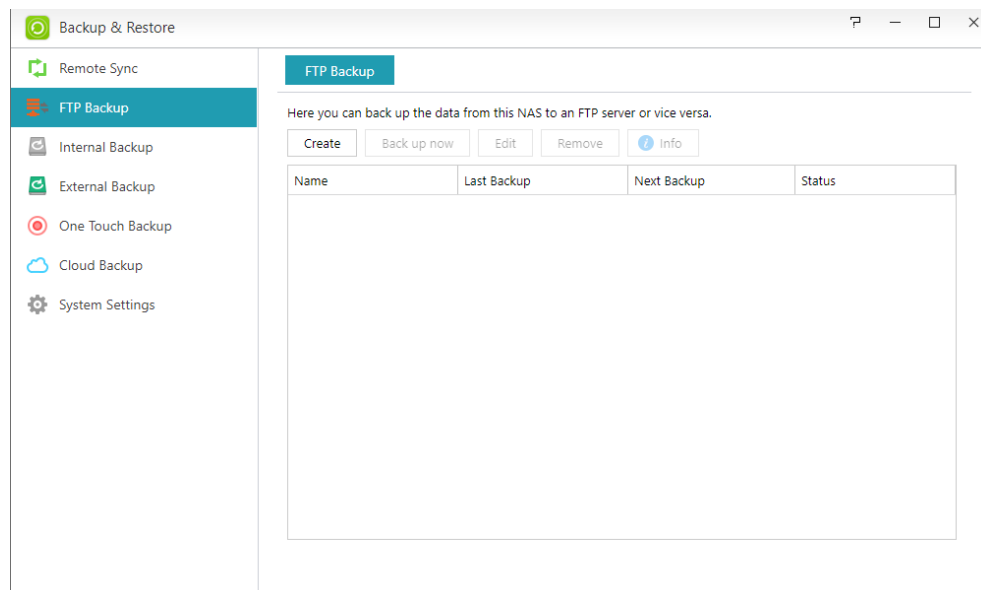 Backup & Restore
Remote Sync
FTP Backup
Internal Backup
External Backup
One Touch Backup
Cloud Backup
System Settings
FTP Backup
Here you can back up the data from this NAS to an FTP server or vice versa.
Create Back up now Edit Remove i Info
Name Last Backup Next Backup Status